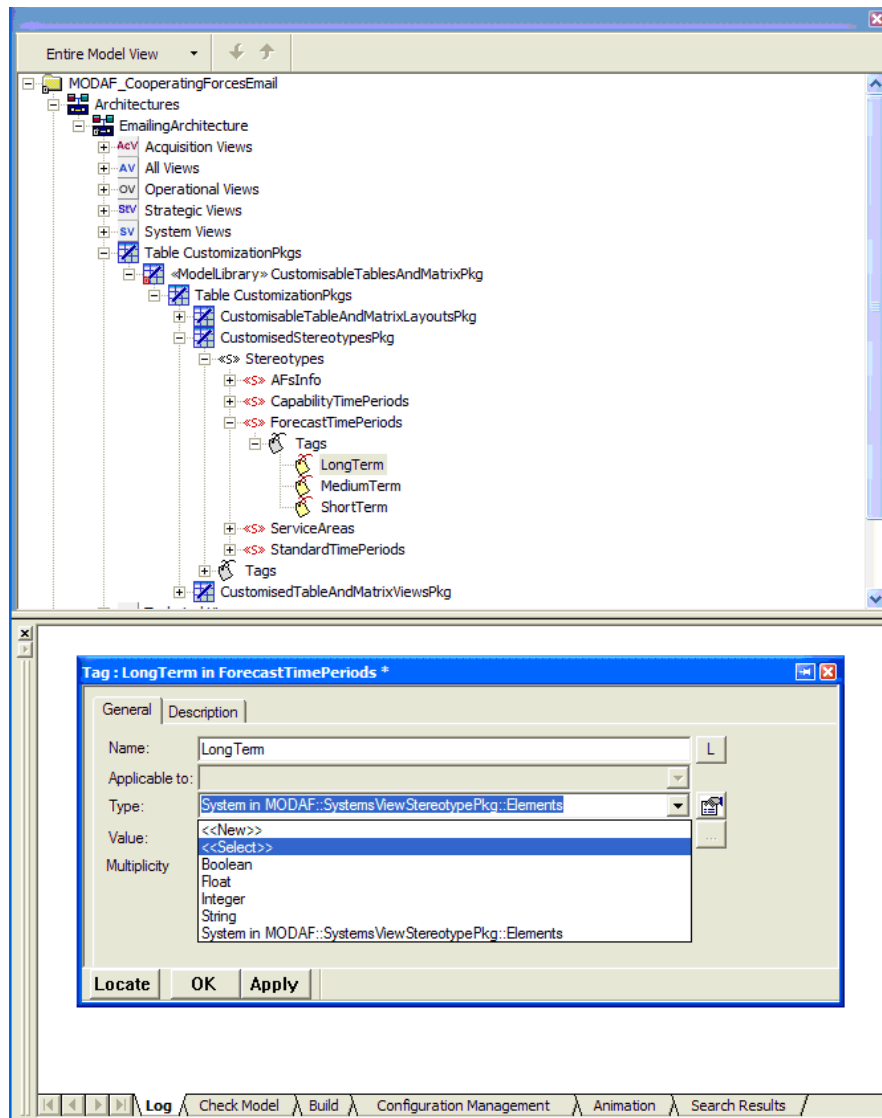 Entire Model View
MODAF_CooperatingForcesEmail
Architectures
EmailingArchitecture
AcV Acquisition Views
AV All Views
OV Operational Views
StV Strategic Views
SV System Views
Table CustomizationPkgs
«ModelLibrary» CustomisableTablesAndMatrixPkg
Table CustomizationPkgs
CustomisableTableAndMatrixLayoutsPkg
CustomisedStereotypesPkg
«S» Stereotypes
«S» AFsInfo
«S» CapabilityTimePeriods
«S» ForecastTimePeriods
Tags
LongTerm
MediumTerm
ShortTerm
«S» ServiceAreas
«S» StandardTimePeriods
Tags
CustomisedTableAndMatrixViewsPkg
Tag : LongTerm in ForecastTimePeriods *
General Description
Name: LongTerm L
Applicable to:
Type: System in MODAF::SystemsViewStereotypePkg::Elements
Value: ...
Multiplicity
<<New>>
<<Select>>
Boolean
Float
Integer
String
System in MODAF::SystemsViewStereotypePkg::Elements
Locate OK Apply
Log Check Model Build Configuration Management Animation Search Results